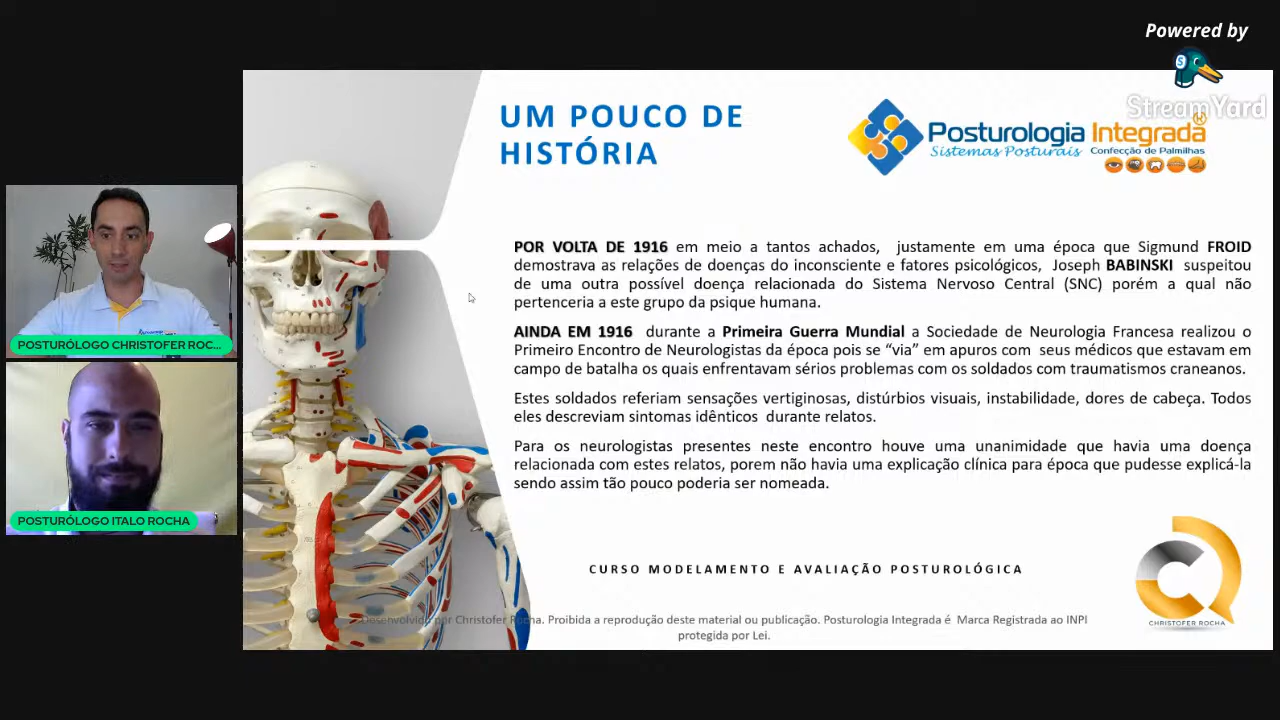 Powered by
StreamYard
UM POUCO DE
HISTÓRIA
Posturologia Integrada®
Sistemas Posturais
Confecção de Palmilhas
POR VOLTA DE 1916 em meio a tantos achados, justamente em uma época que Sigmund FROID
demostrava as relações de doenças do inconsciente e fatores psicológicos, Joseph BABINSKI suspeitou
de uma outra possível doença relacionada do Sistema Nervoso Central (SNC) porém a qual não
pertenceria a este grupo da psique humana.
AINDA EM 1916 durante a Primeira Guerra Mundial a Sociedade de Neurologia Francesa realizou o
Primeiro Encontro de Neurologistas da época pois se “via” em apuros com seus médicos que estavam em
campo de batalha os quais enfrentavam sérios problemas com os soldados com traumatismos craneanos.
Estes soldados referiam sensações vertiginosas, distúrbios visuais, instabilidade, dores de cabeça. Todos
eles descreviam sintomas idênticos durante relatos.
Para os neurologistas presentes neste encontro houve uma unanimidade que havia uma doença
relacionada com estes relatos, porem não havia uma explicação clínica para época que pudesse explicá-la
sendo assim tão pouco poderia ser nomeada.
POSTURÓLOGO CHRISTOFER ROC...
POSTURÓLOGO ITALO ROCHA
CURSO MODELAMENTO E AVALIAÇÃO POSTUROLÓGICA
CHRISTOFER ROCHA
Desenvolvido por Christofer Rocha. Proibida a reprodução deste material ou publicação. Posturologia Integrada é Marca Registrada ao INPI
protegida por Lei.